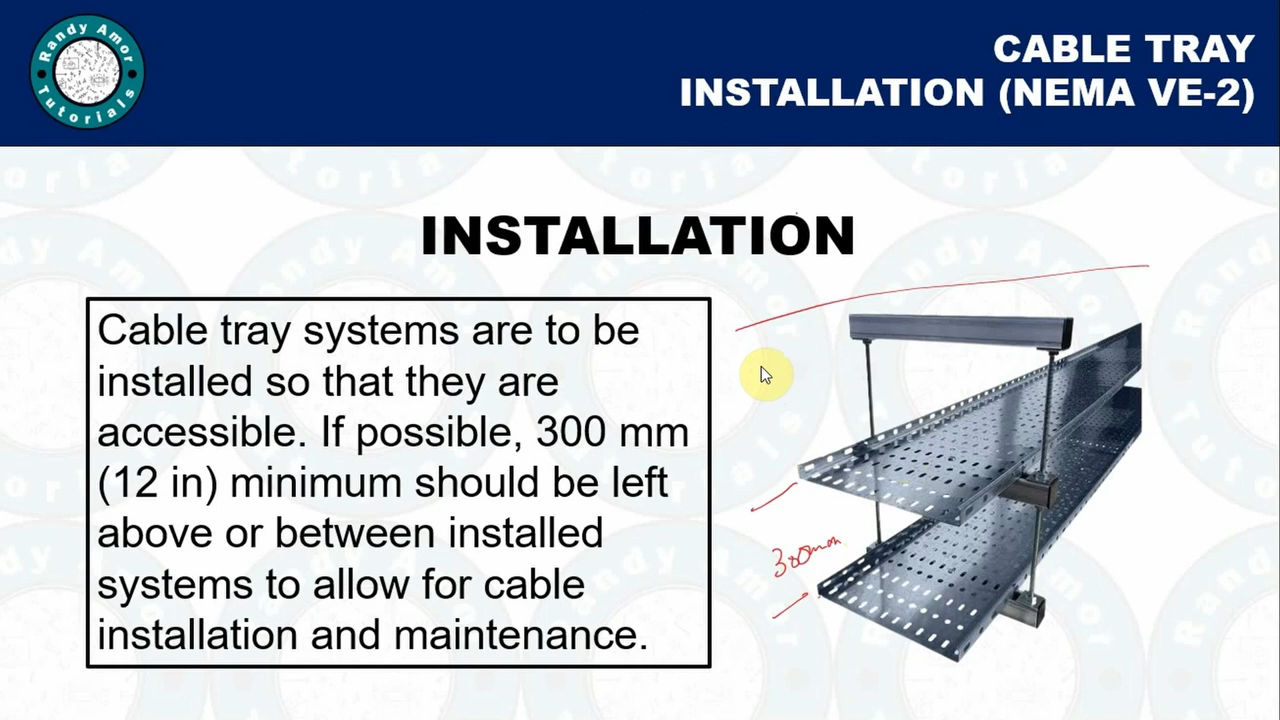 Randy Amor
Tutorials
CABLE TRAY
INSTALLATION (NEMA VE-2)
INSTALLATION
Cable tray systems are to be
installed so that they are
accessible. If possible, 300 mm
(12 in) minimum should be left
above or between installed
systems to allow for cable
installation and maintenance.
300mm